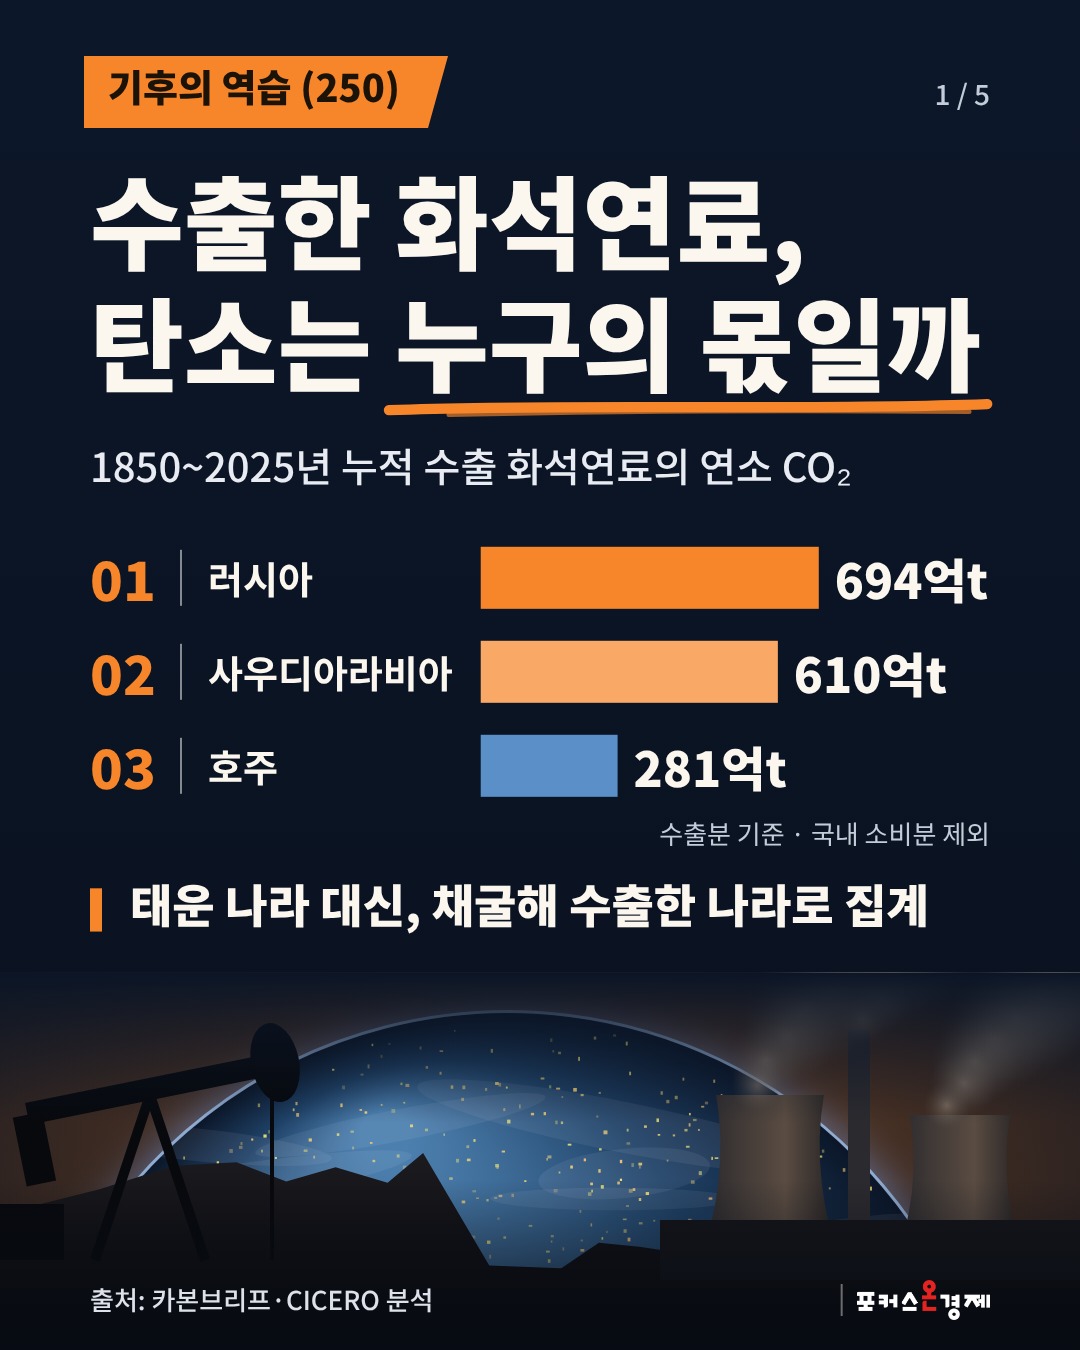 기후의 역습 (250)
1 / 5
수출한 화석연료,
탄소는 누구의 몫일까
1850~2025년 누적 수출 화석연료의 연소 CO₂
01 러시아 694억t
02 사우디아라비아 610억t
03 호주 281억t
수출분 기준 · 국내 소비분 제외
태운 나라 대신, 채굴해 수출한 나라로 집계
출처: 카본브리프·CICERO 분석
포커스온경제